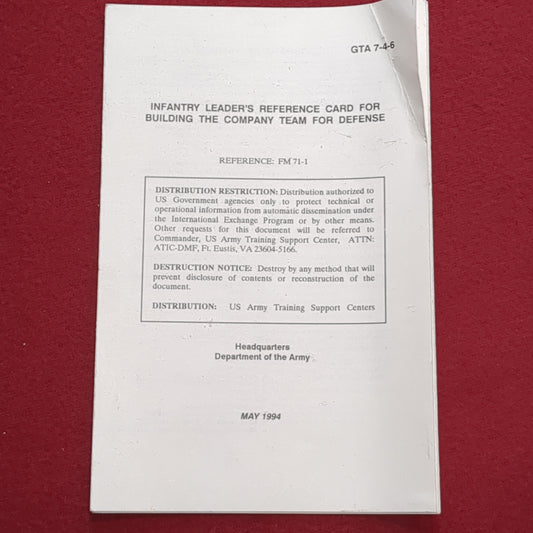 GTA 7-4-6
INFANTRY LEADER'S REFERENCE CARD FOR
BUILDING THE COMPANY TEAM FOR DEFENSE
REFERENCE: FM 71-1
DISTRIBUTION RESTRICTION: Distribution authorized to
US Government agencies only to protect technical or
operational information from automatic dissemination under
the International Exchange Program or by other means.
Other requests for this document will be referred to
Commander, US Army Training Support Center, ATTN:
ATIC-DMF, Ft. Eustis, VA 23604-5166.
DESTRUCTION NOTICE: Destroy by any method that will
prevent disclosure of contents or reconstruction of the
document.
DISTRIBUTION: US Army Training Support Centers
Headquarters
Department of the Army
MAY 1994